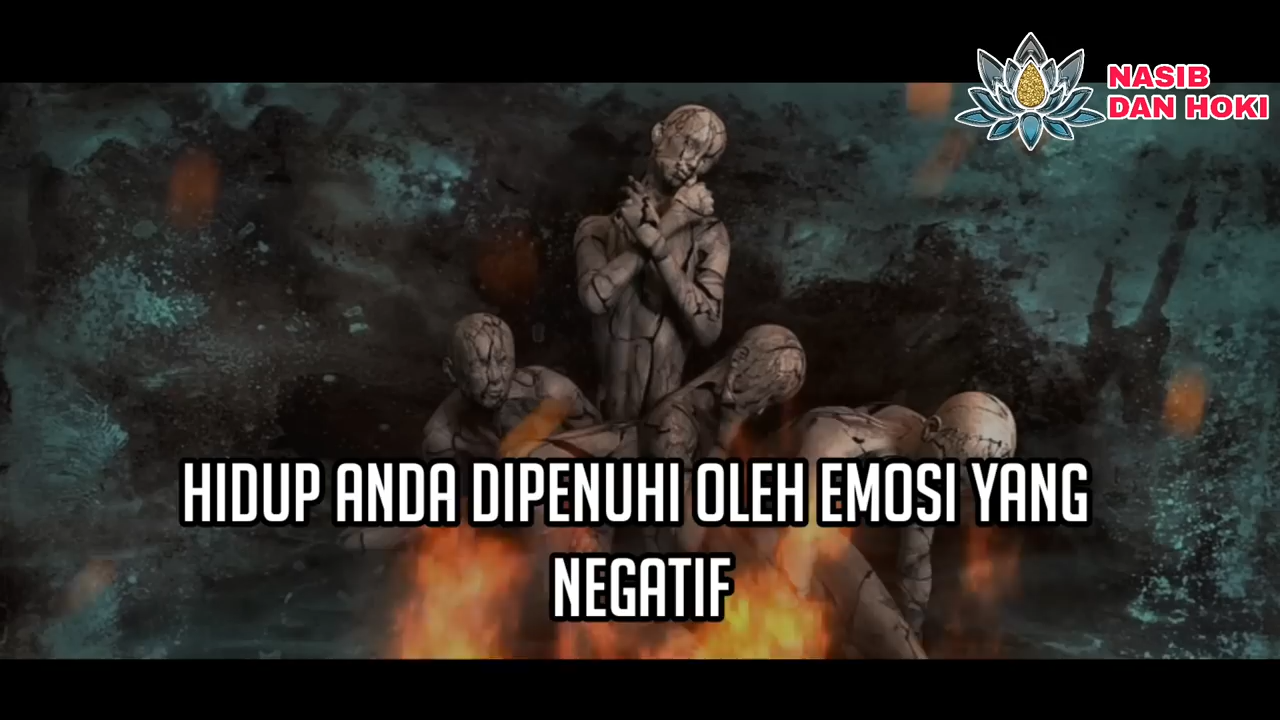 NASIB
DAN HOKI
HIDUP ANDA DIPENUHI OLEH EMOSI YANG
NEGATIF